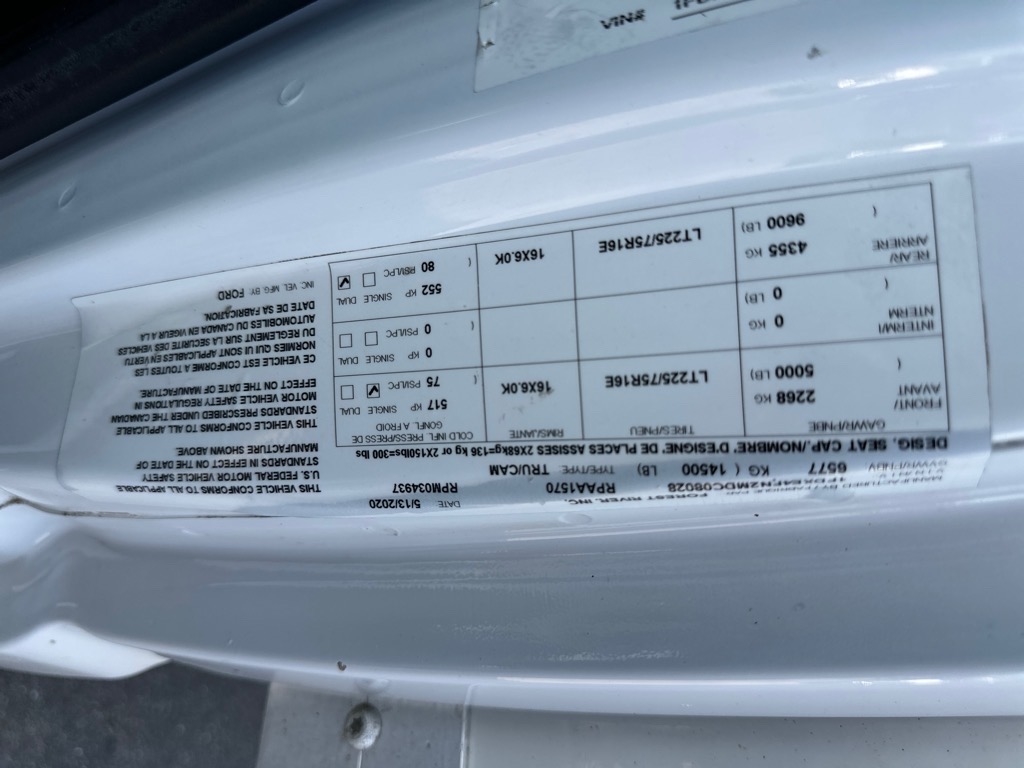 MANUFACTURED BY/FABRIQUE PAR FOREST RIVER, INC.
V.I.N./N.I.V. 1FDXE4FN2MDC08028 RPAA1570 RPM034937 DATE: 5/13/2020
GVWR/PNBV 6577 KG ( 14500 LB) TYPE/TYPE TRU/CAM
DESIG, SEAT CAP./NOMBRE. D'ESIGNE. DE PLACES ASSISES 2X68kg=136 kg or 2X150lbs=300 lbs
GAWR/PNBE TIRES/PNEU RIMS/JANTE COLD INFL. PRESS/PRESS DE GONFL. A. FROID
FRONT/ AVANT 2268 KG ( 5000 LB) LT225/75R16E 16X6.0K 517 KP ( 75 PSI/LPC SINGLE DUAL
INTERM/I NTERM 0 KG ( 0 LB) 0 KP 0 PSI/LPC SINGLE DUAL
REAR/ ARRIERE 4355 KG ( 9600 LB) LT225/75R16E 16X6.0K 552 KP ( 80 PSI/LPC SINGLE DUAL
THIS VEHICLE CONFORMS TO ALL APPLICABLE
U.S. FEDERAL MOTOR VEHICLE SAFETY
STANDARDS IN EFFECT ON THE DATE OF
MANUFACTURE SHOWN ABOVE.
THIS VEHICLE CONFORMS TO ALL APPLICABLE
STANDARDS PRESCRIBED UNDER THE CANADIAN
MOTOR VEHICLE SAFETY REGULATIONS IN
EFFECT ON THE DATE OF MANUFACTURE.
CE VEHICLE EST CONFORME A TOUTES LES
NORMES QUI SONT APPLICABLES EN VERTU
DU REGLEMENT SUR LA SECURITE DES VEHICLES
AUTOMOBILES DU CANADA EN VIGEUR A LA
DATE DE SA FABRICATION.
INC. VEL. MFG. BY: FORD
VIN#